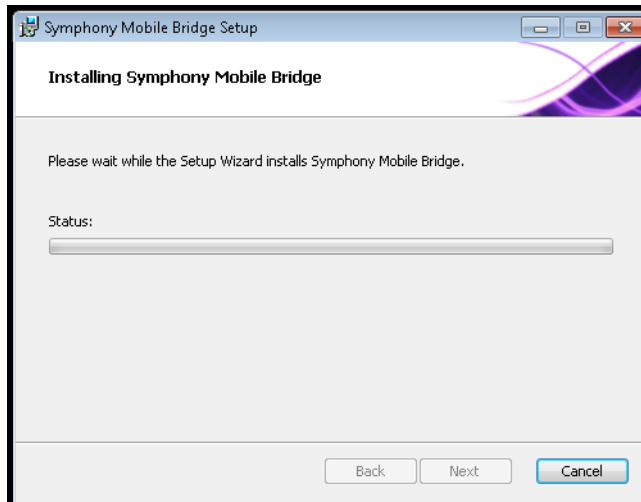 Symphony Mobile Bridge Setup
Installing Symphony Mobile Bridge
Please wait while the Setup Wizard installs Symphony Mobile Bridge.
Status:
Back Next Cancel